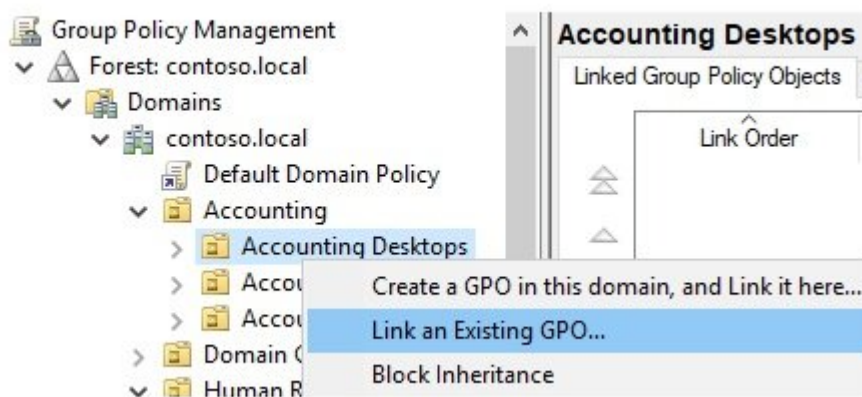 Group Policy Management
Forest: contoso.local
Domains
contoso.local
Default Domain Policy
Accounting
Accounting Desktops
Domain
Human
Accounting Desktops
Linked Group Policy Objects
Link Order
Create a GPO in this domain, and Link it here...
Link an Existing GPO...
Block Inheritance